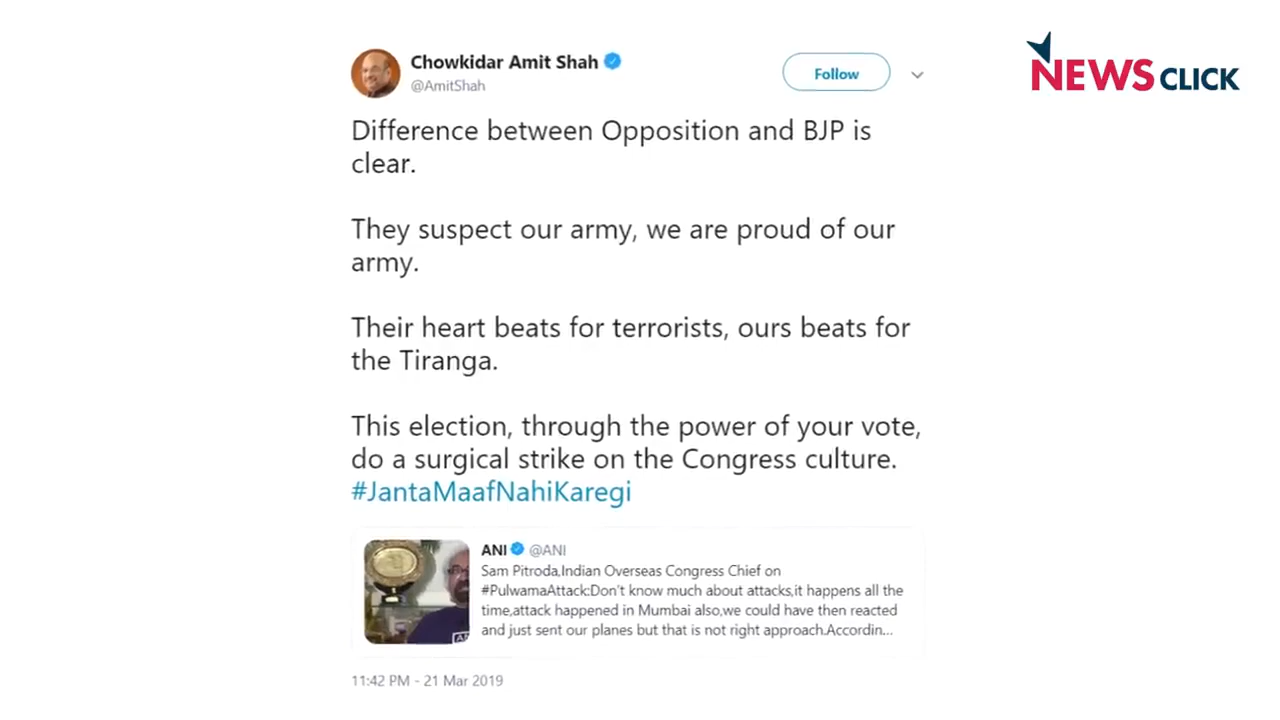 Chowkidar Amit Shah
@AmitShah
Follow
NEWS CLICK
Difference between Opposition and BJP is
clear.
They suspect our army, we are proud of our
army.
Their heart beats for terrorists, ours beats for
the Tiranga.
This election, through the power of your vote,
do a surgical strike on the Congress culture.
#JantaMaafNahiKaregi
ANI @ANI
Sam Pitroda,Indian Overseas Congress Chief on
#PulwamaAttack:Don't know much about attacks,it happens all the
time,attack happened in Mumbai also,we could have then reacted
and just sent our planes but that is not right approach.Accordin...
11:42 PM - 21 Mar 2019